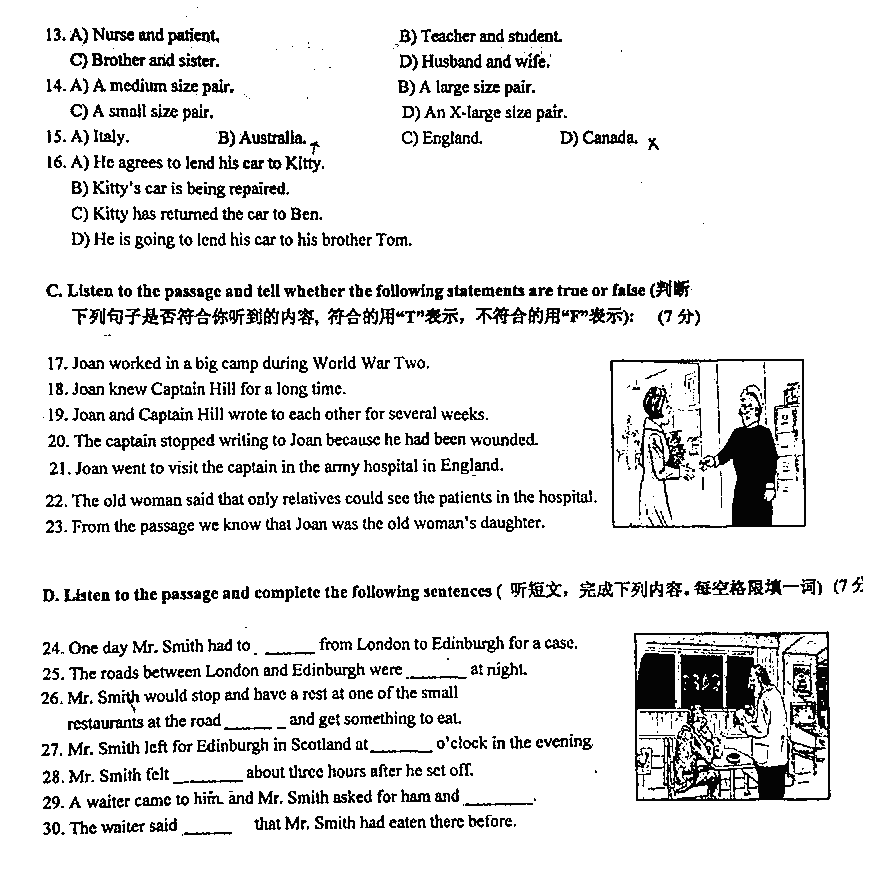 13. A) Nurse and patient. B) Teacher and student.
C) Brother and sister. D) Husband and wife.
14. A) A medium size pair. B) A large size pair.
C) A small size pair. D) An X-large size pair.
15. A) Italy. B) Australia. C) England. D) Canada.
16. A) He agrees to lend his car to Kitty.
B) Kitty's car is being repaired.
C) Kitty has returned the car to Ben.
D) He is going to lend his car to his brother Tom.
C. Listen to the passage and tell whether the following statements are true or false (判断
下列句子是否符合你听到的内容, 符合的用“T”表示, 不符合的用“F”表示): (7 分)
17. Joan worked in a big camp during World War Two.
18. Joan knew Captain Hill for a long time.
19. Joan and Captain Hill wrote to each other for several weeks.
20. The captain stopped writing to Joan because he had been wounded.
21. Joan went to visit the captain in the army hospital in England.
22. The old woman said that only relatives could see the patients in the hospital.
23. From the passage we know that Joan was the old woman's daughter.
D. Listen to the passage and complete the following sentences ( 听短文, 完成下列内容. 每空格限填一词) (7 分
24. One day Mr. Smith had to ______ from London to Edinburgh for a case.
25. The roads between London and Edinburgh were ______ at night.
26. Mr. Smith would stop and have a rest at one of the small
restaurants at the road ______ and get something to eat.
27. Mr. Smith left for Edinburgh in Scotland at ______ o'clock in the evening.
28. Mr. Smith felt ______ about three hours after he set off.
29. A waiter came to him and Mr. Smith asked for ham and ______.
30. The waiter said ______ that Mr. Smith had eaten there before.